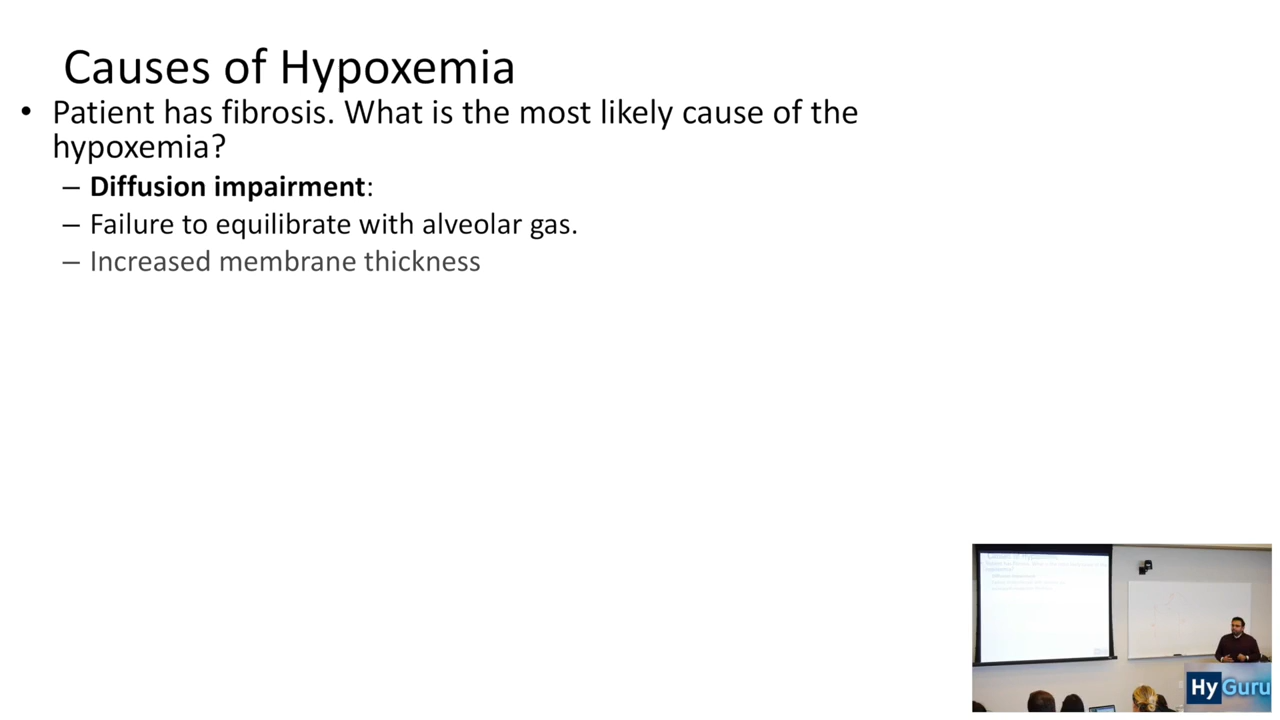 Causes of Hypoxemia
• Patient has fibrosis. What is the most likely cause of the
hypoxemia?
– Diffusion impairment:
– Failure to equilibrate with alveolar gas.
– Increased membrane thickness
Hy Guru